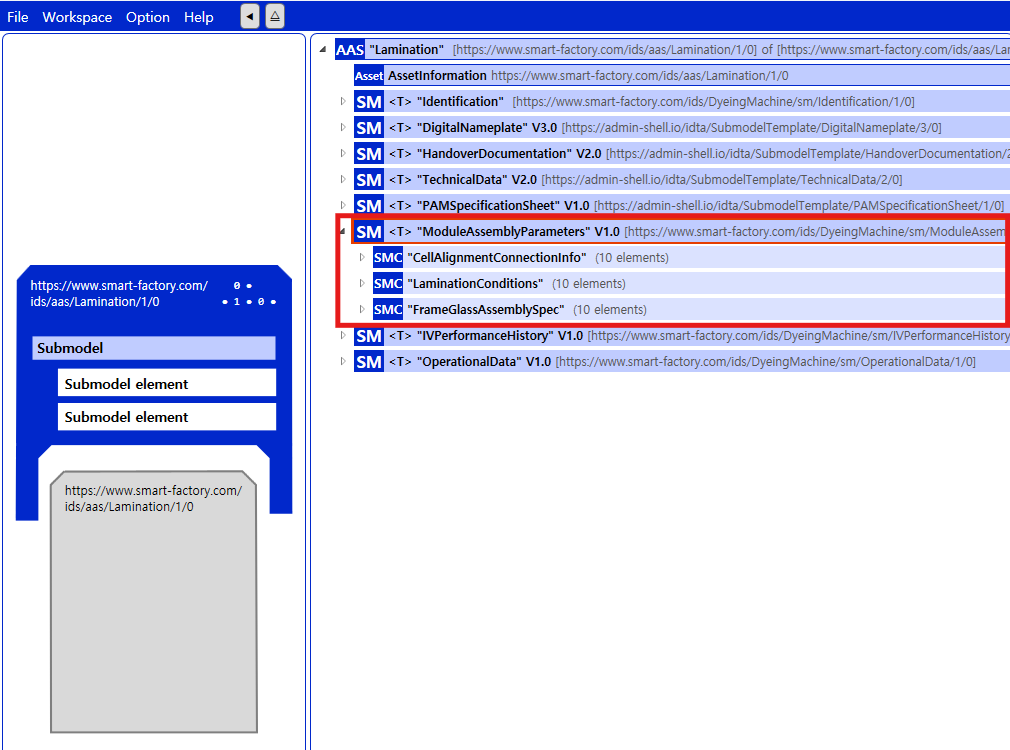 File Workspace Option Help
AAS "Lamination" [https://www.smart-factory.com/ids/aas/Lamination/1/0] of [https://www.smart-factory.com/ids/aas/Lar
Asset AssetInformation https://www.smart-factory.com/ids/aas/Lamination/1/0
SM <T> "Identification" [https://www.smart-factory.com/ids/DyeingMachine/sm/Identification/1/0]
SM <T> "DigitalNameplate" V3.0 [https://admin-shell.io/idta/SubmodelTemplate/DigitalNameplate/3/0]
SM <T> "HandoverDocumentation" V2.0 [https://admin-shell.io/idta/SubmodelTemplate/HandoverDocumentation/2
SM <T> "TechnicalData" V2.0 [https://admin-shell.io/idta/SubmodelTemplate/TechnicalData/2/0]
SM <T> "PAMSpecificationSheet" V1.0 [https://admin-shell.io/idta/SubmodelTemplate/PAMSpecificationSheet/1/0]
SM <T> "ModuleAssemblyParameters" V1.0 [https://www.smart-factory.com/ids/DyeingMachine/sm/ModuleAssem
SMC "CellAlignmentConnectionInfo" (10 elements)
SMC "LaminationConditions" (10 elements)
SMC "FrameGlassAssemblySpec" (10 elements)
SM <T> "IVPerformanceHistory" V1.0 [https://www.smart-factory.com/ids/DyeingMachine/sm/IVPerformanceHistory
SM <T> "OperationalData" V1.0 [https://www.smart-factory.com/ids/DyeingMachine/sm/OperationalData/1/0]
https://www.smart-factory.com/ 0
ids/aas/Lamination/1/0 1 0
Submodel
Submodel element
Submodel element
https://www.smart-factory.com/
ids/aas/Lamination/1/0